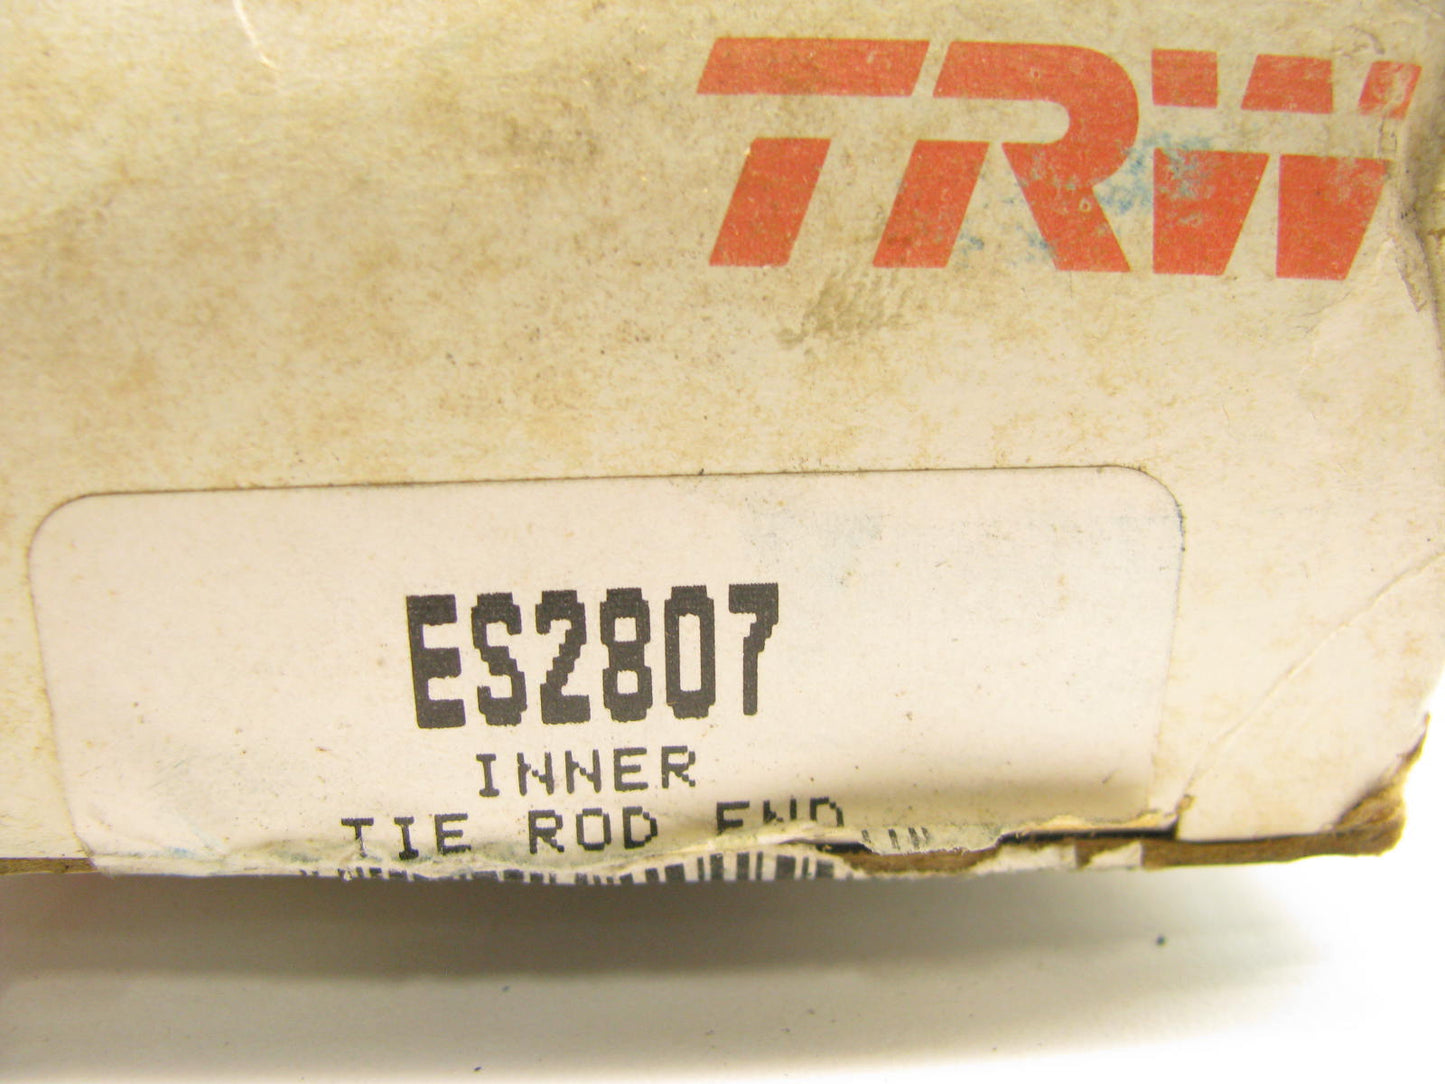 TRW
ES2807
INNER
TIE ROD END